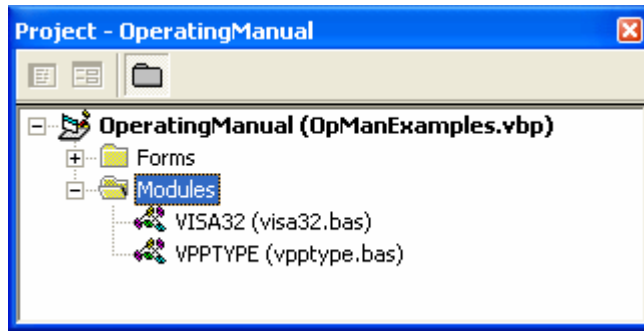 Project - OperatingManual
OperatingManual (OpManExamples.vbp)
Forms
Modules
VISA32 (visa32.bas)
VPPTYPE (vpptype.bas)